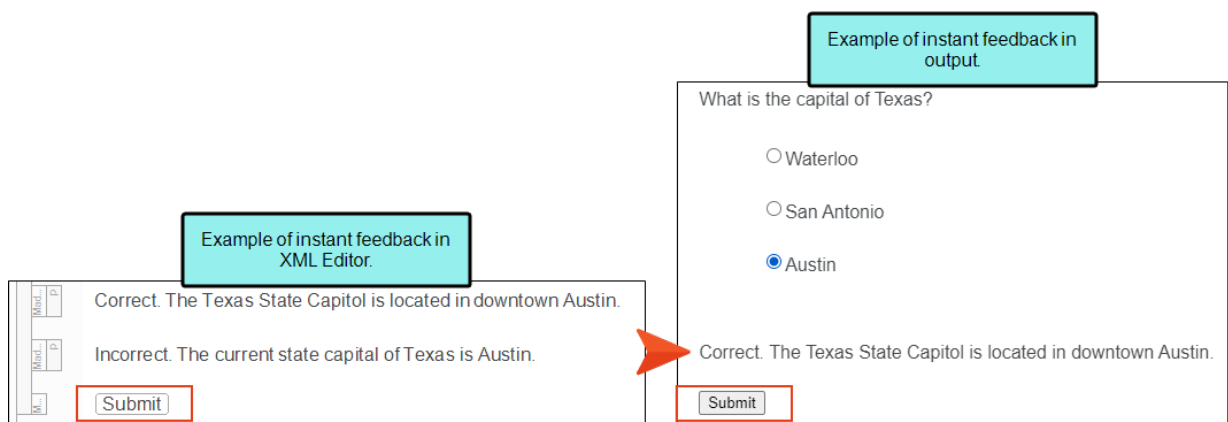 Example of instant feedback in
output.
What is the capital of Texas?
Waterloo
San Antonio
Austin
Example of instant feedback in
XML Editor.
Mad...
p
Correct. The Texas State Capitol is located in downtown Austin.
Mad...
p
Incorrect. The current state capital of Texas is Austin.
M...
Submit
Correct. The Texas State Capitol is located in downtown Austin.
Submit